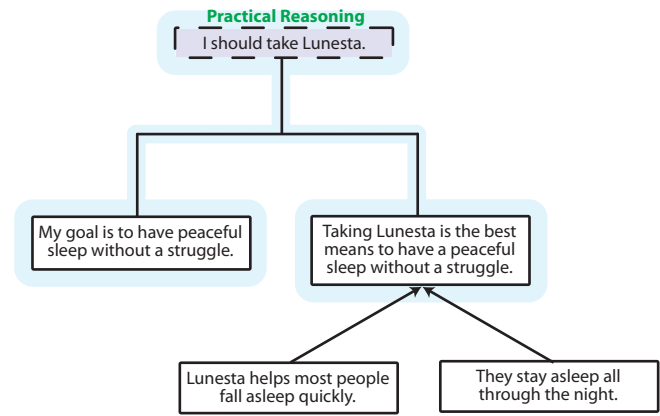 Practical Reasoning
I should take Lunesta.
My goal is to have peaceful
sleep without a struggle.
Taking Lunesta is the best
means to have a peaceful
sleep without a struggle.
Lunesta helps most people
fall asleep quickly.
They stay asleep all
through the night.